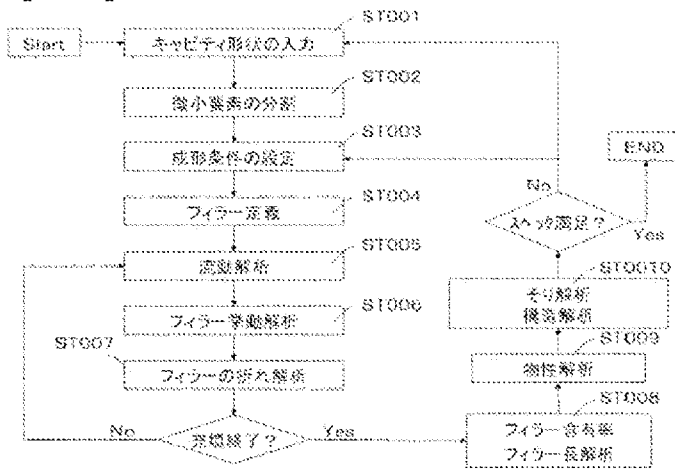 Start
キャビティ形状の入力
ST001
微小要素の分割
ST002
成形条件の設定
ST003
フィラー定義
ST004
流動解析
ST005
フィラー挙動解析
ST006
フィラーの折れ解析
ST007
充填終了?
No
Yes
フィラー含有率
フィラー長解析
ST008
物性解析
ST009
そり解析
構造解析
ST0010
スペック満足?
No
Yes
END